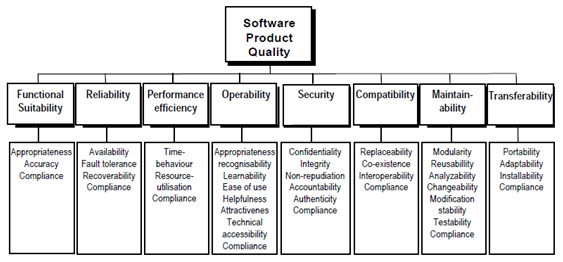 Software
Product
Quality
Functional
Suitability
Reliability
Performance
efficiency
Operability
Security
Compatibility
Maintain-
ability
Transferability
Appropriateness
Accuracy
Compliance
Availability
Fault tolerance
Recoverability
Compliance
Time-
behaviour
Resource-
utilisation
Compliance
Appropriateness
recognisability
Learnability
Ease of use
Helpfulness
Attractivenes
Technical
accessibility
Compliance
Confidentiality
Integrity
Non-repudiation
Accountability
Authenticity
Compliance
Replaceability
Co-existence
Interoperability
Compliance
Modularity
Reusabillity
Analyzability
Changeability
Modification
stability
Testability
Compliance
Portability
Adaptability
Installability
Compliance